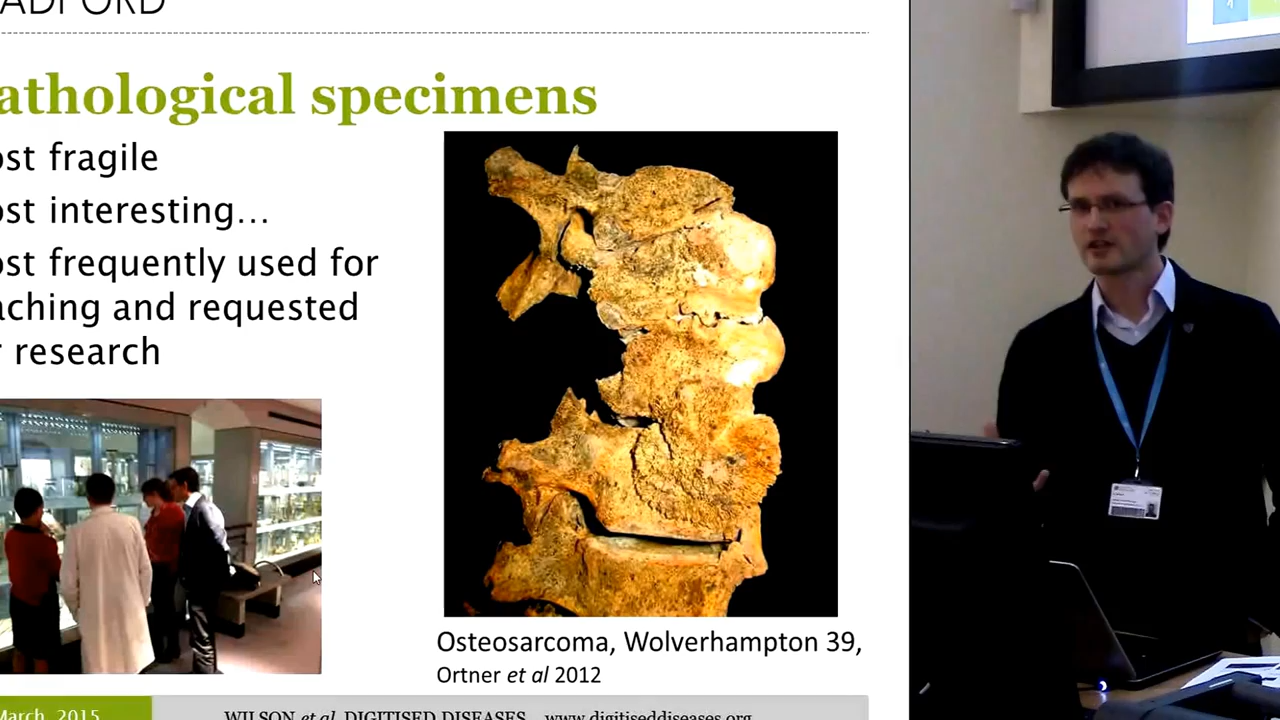 ADFORD
athological specimens
ost fragile
ost interesting...
ost frequently used for
aching and requested
r research
Osteosarcoma, Wolverhampton 39,
Ortner et al 2012
March, 2015
WILSON et al. DIGITISED DISEASES www.digitiseddiseases.org